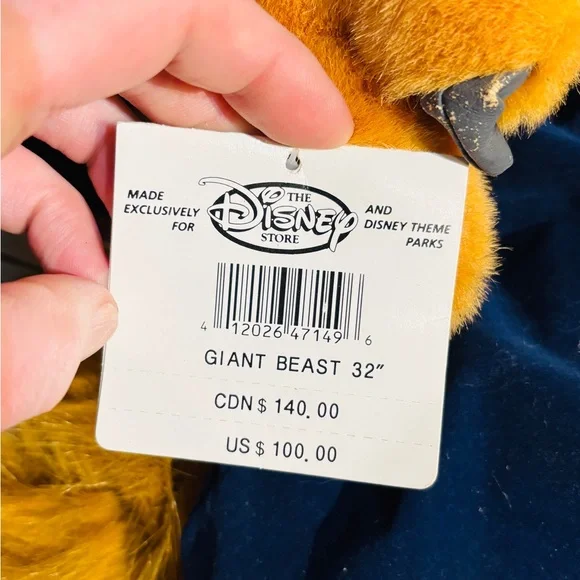 MADE
EXCLUSIVELY
FOR
THE
Disney
STORE
AND
DISNEY THEME
PARKS
4 12026 47149 6
GIANT BEAST 32"
CDN $ 140.00
US $ 100.00